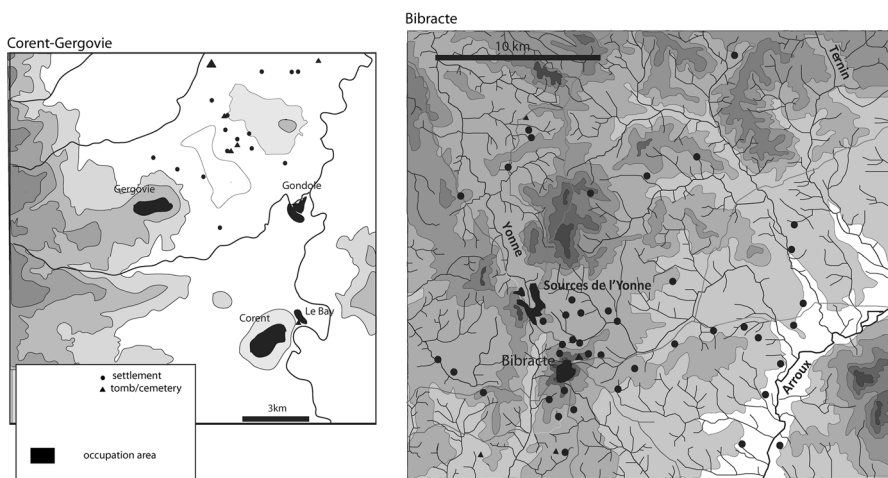 Corent-Gergovie
Gergovie
Gondole
Corent
Le Bay
settlement
tomb/cemetery
3km
occupation area
Bibracte
10 km
Ternin
Yonne
Sources de l'Yonne
Bibracte
Arroux